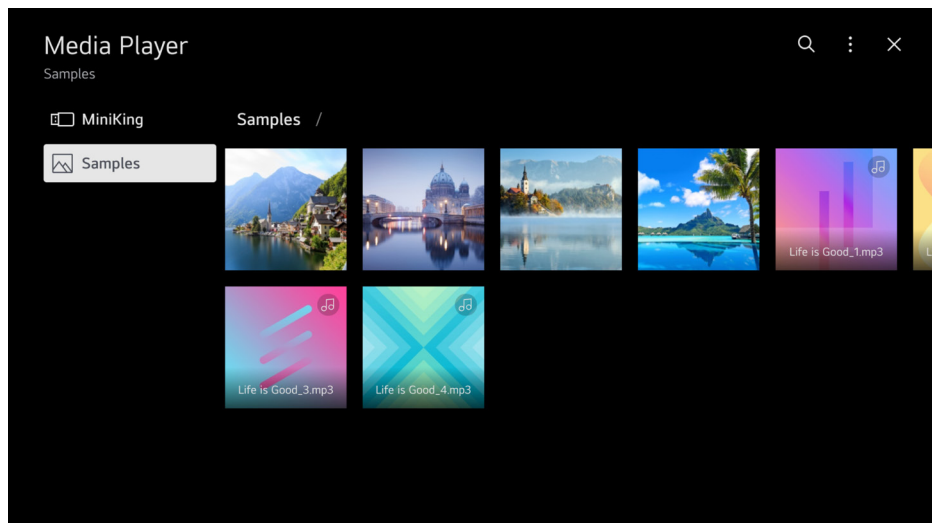 Media Player
Samples
MiniKing
Samples
Samples /
Life is Good_1.mp3
L
Life is Good_3.mp3
Life is Good_4.mp3